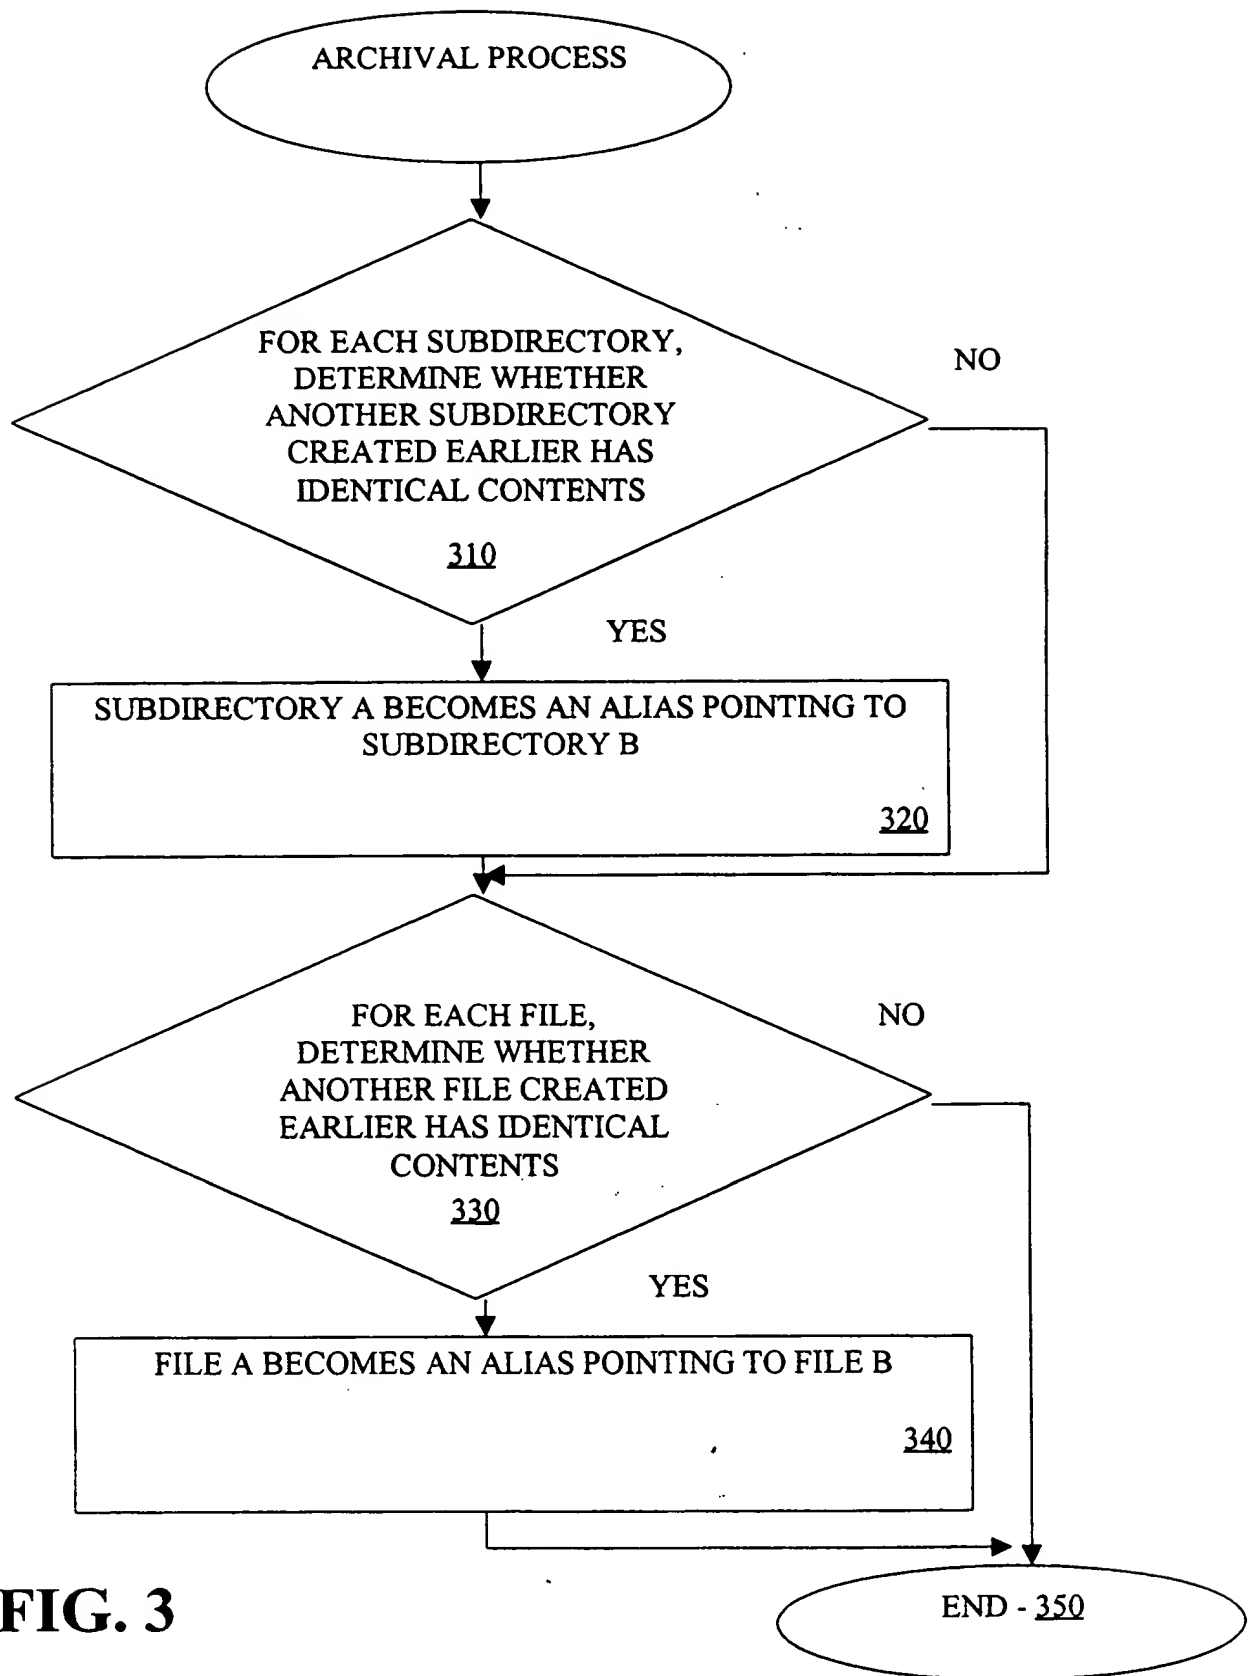 ARCHIVAL PROCESS
FOR EACH SUBDIRECTORY,
DETERMINE WHETHER
ANOTHER SUBDIRECTORY
CREATED EARLIER HAS
IDENTICAL CONTENTS
310
NO
YES
SUBDIRECTORY A BECOMES AN ALIAS POINTING TO
SUBDIRECTORY B
320
FOR EACH FILE,
DETERMINE WHETHER
ANOTHER FILE CREATED
EARLIER HAS IDENTICAL
CONTENTS
330
NO
YES
FILE A BECOMES AN ALIAS POINTING TO FILE B
340
END - 350
FIG. 3